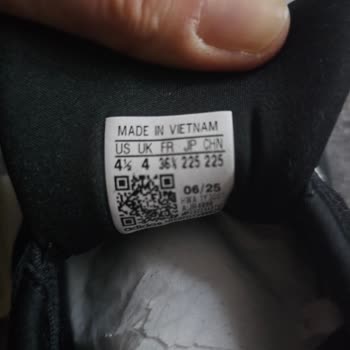 MADE IN VIETNAM
US UK FR JP CHN
4½ 4 36⅔ 225 225
06/25